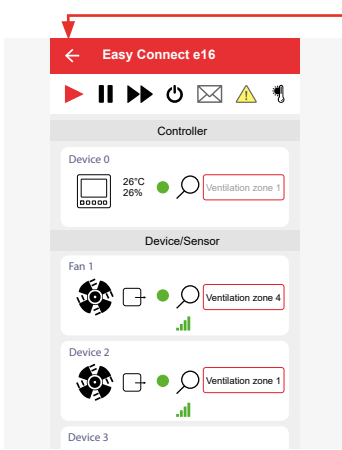 Easy Connect e16
Controller
Device 0
26°C
26%
Ventilation zone 1
Device/Sensor
Fan 1
Ventilation zone 4
Device 2
Ventilation zone 1
Device 3